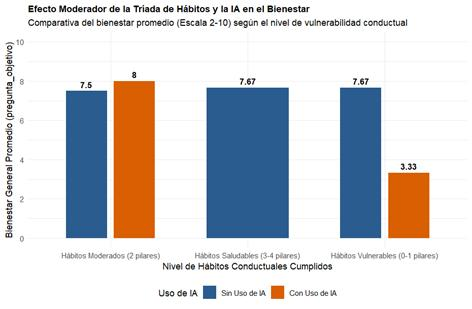 Efecto Moderador de la Triada de Hábitos y la IA en el Bienestar
Comparativa del bienestar promedio (Escala 2-10) según el nivel de vulnerabilidad conductual
Bienestar General Promedio (pregunta_objetivo)
10
8
6
4
2
0
7.5
8
7.67
7.67
3.33
Hábitos Moderados (2 pilares)
Hábitos Saludables (3-4 pilares)
Hábitos Vulnerables (0-1 pilares)
Nivel de Hábitos Conductuales Cumplidos
Uso de IA
Sin Uso de IA
Con Uso de IA